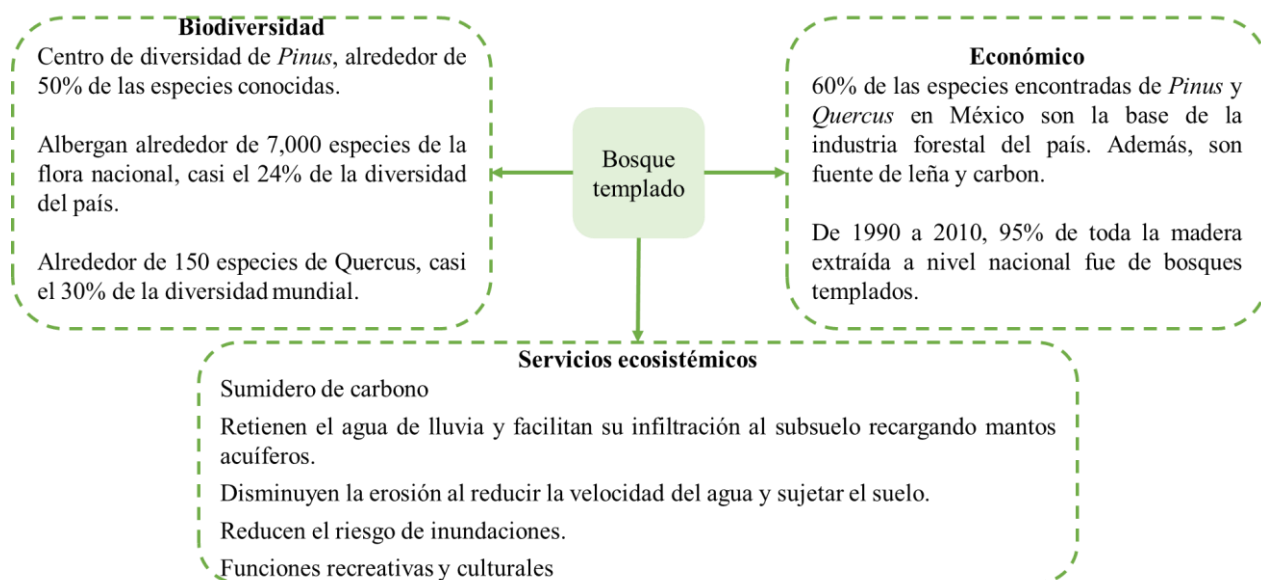 Biodiversidad
Centro de diversidad de Pinus, alrededor de
50% de las especies conocidas.
Albergan alrededor de 7,000 especies de la
flora nacional, casi el 24% de la diversidad
del país.
Alrededor de 150 especies de Quercus, casi
el 30% de la diversidad mundial.
Bosque
templado
Económico
60% de las especies encontradas de Pinus y
Quercus en México son la base de la
industria forestal del país. Además, son
fuente de leña y carbon.
De 1990 a 2010, 95% de toda la madera
extraída a nivel nacional fue de bosques
templados.
Servicios ecosistémicos
Sumidero de carbono
Retienen el agua de lluvia y facilitan su infiltración al subsuelo recargando mantos
acuíferos.
Disminuyen la erosión al reducir la velocidad del agua y sujetar el suelo.
Reducen el riesgo de inundaciones.
Funciones recreativas y culturales